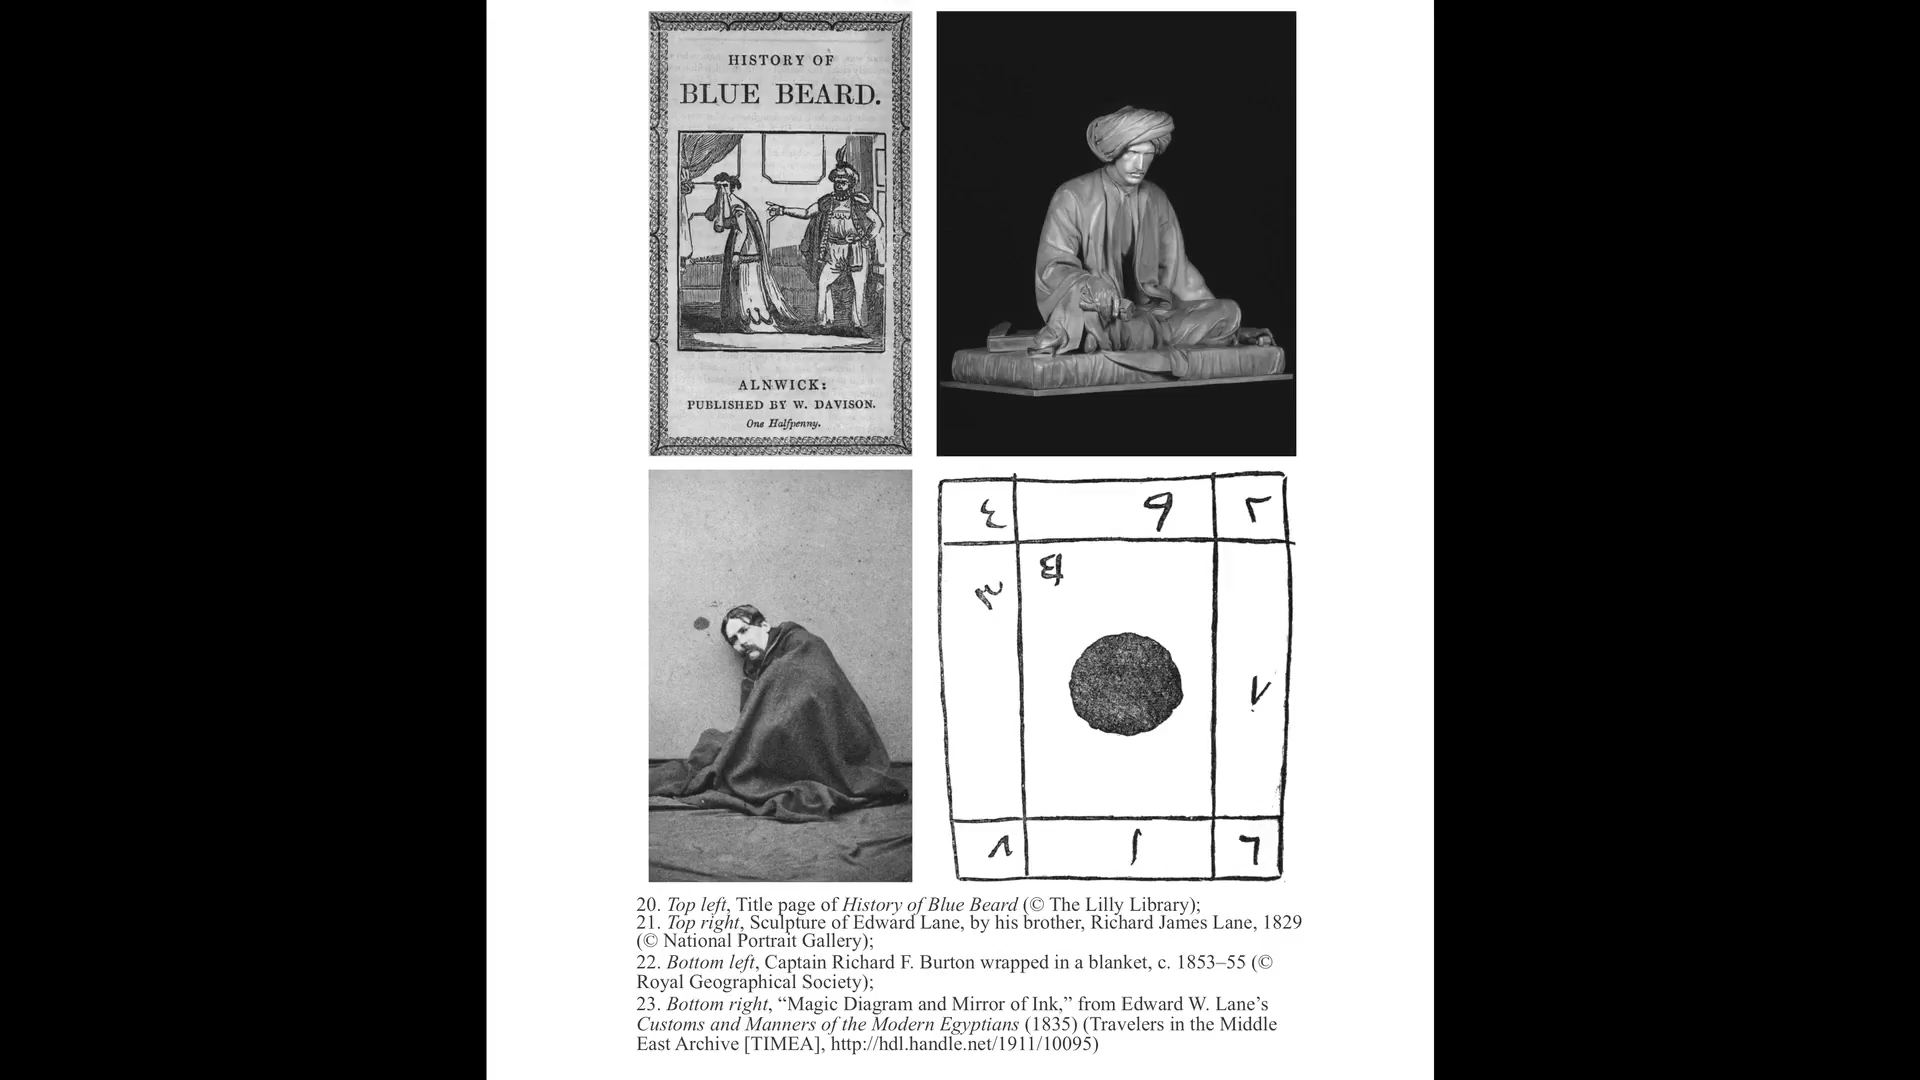 HISTORY OF
BLUE BEARD.
ALNWICK:
PUBLISHED BY W. DAVISON.
One Halfpenny.
٤ ٩ ٢
٣
٧
٨ ١ ٦
20. Top left, Title page of History of Blue Beard (© The Lilly Library);
21. Top right, Sculpture of Edward Lane, by his brother, Richard James Lane, 1829
(© National Portrait Gallery);
22. Bottom left, Captain Richard F. Burton wrapped in a blanket, c. 1853–55 (©
Royal Geographical Society);
23. Bottom right, “Magic Diagram and Mirror of Ink,” from Edward W. Lane’s
Customs and Manners of the Modern Egyptians (1835) (Travelers in the Middle
East Archive [TIMEA], http://hdl.handle.net/1911/10095)